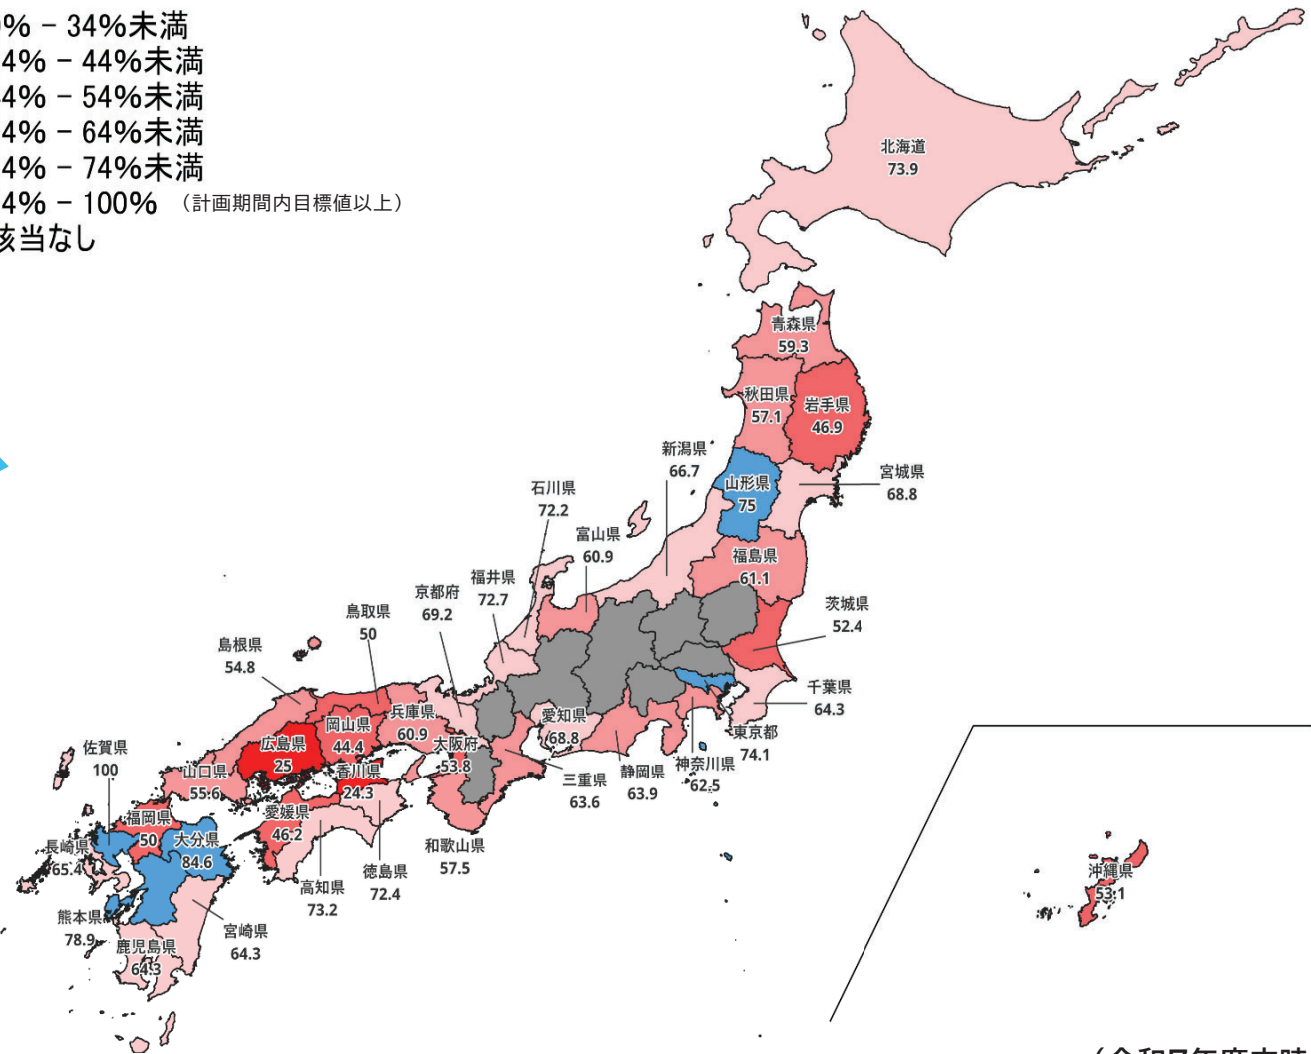 % - 34%未満
4% - 44%未満
4% - 54%未満
4% - 64%未満
4% - 74%未満
4% - 100% （計画期間内目標値以上）
該当なし
北海道
73.9
青森県
59.3
秋田県
57.1
岩手県
46.9
新潟県
66.7
山形県
75
宮城県
68.8
石川県
72.2
富山県
60.9
福島県
61.1
福井県
72.7
京都府
69.2
茨城県
52.4
鳥取県
50
島根県
54.8
千葉県
64.3
兵庫県
60.9
愛知県
68.8
岡山県
44.4
東京都
74.1
広島県
25
大阪府
53.8
佐賀県
100
神奈川県
62.5
静岡県
63.9
三重県
63.6
山口県
55.6
香川県
24.3
福岡県
50
愛媛県
46.2
大分県
84.6
長崎県
65.4
和歌山県
57.5
徳島県
72.4
高知県
73.2
沖縄県
53.1
熊本県
78.9
宮崎県
64.3
鹿児島県
64.3